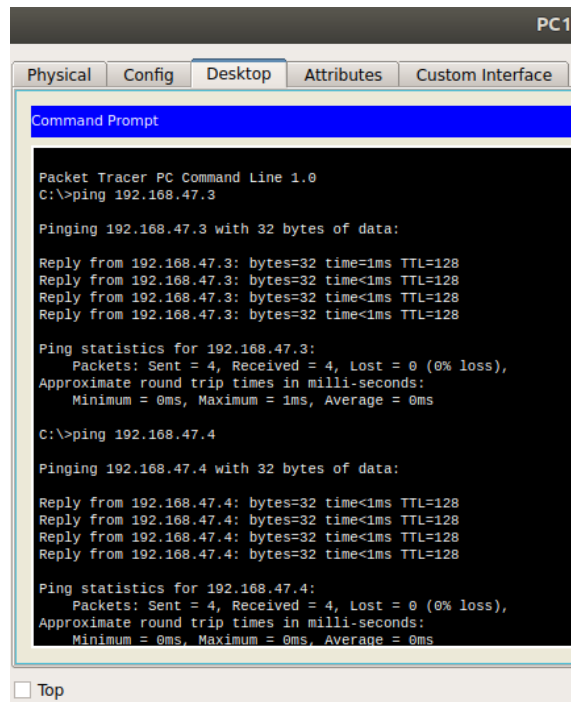 PC1
Physical Config Desktop Attributes Custom Interface
Command Prompt
Packet Tracer PC Command Line 1.0
C:\>ping 192.168.47.3
Pinging 192.168.47.3 with 32 bytes of data:
Reply from 192.168.47.3: bytes=32 time=1ms TTL=128
Reply from 192.168.47.3: bytes=32 time<1ms TTL=128
Reply from 192.168.47.3: bytes=32 time<1ms TTL=128
Reply from 192.168.47.3: bytes=32 time<1ms TTL=128
Ping statistics for 192.168.47.3:
Packets: Sent = 4, Received = 4, Lost = 0 (0% loss),
Approximate round trip times in milli-seconds:
Minimum = 0ms, Maximum = 1ms, Average = 0ms
C:\>ping 192.168.47.4
Pinging 192.168.47.4 with 32 bytes of data:
Reply from 192.168.47.4: bytes=32 time<1ms TTL=128
Reply from 192.168.47.4: bytes=32 time<1ms TTL=128
Reply from 192.168.47.4: bytes=32 time<1ms TTL=128
Reply from 192.168.47.4: bytes=32 time<1ms TTL=128
Ping statistics for 192.168.47.4:
Packets: Sent = 4, Received = 4, Lost = 0 (0% loss),
Approximate round trip times in milli-seconds:
Minimum = 0ms, Maximum = 0ms, Average = 0ms
Top